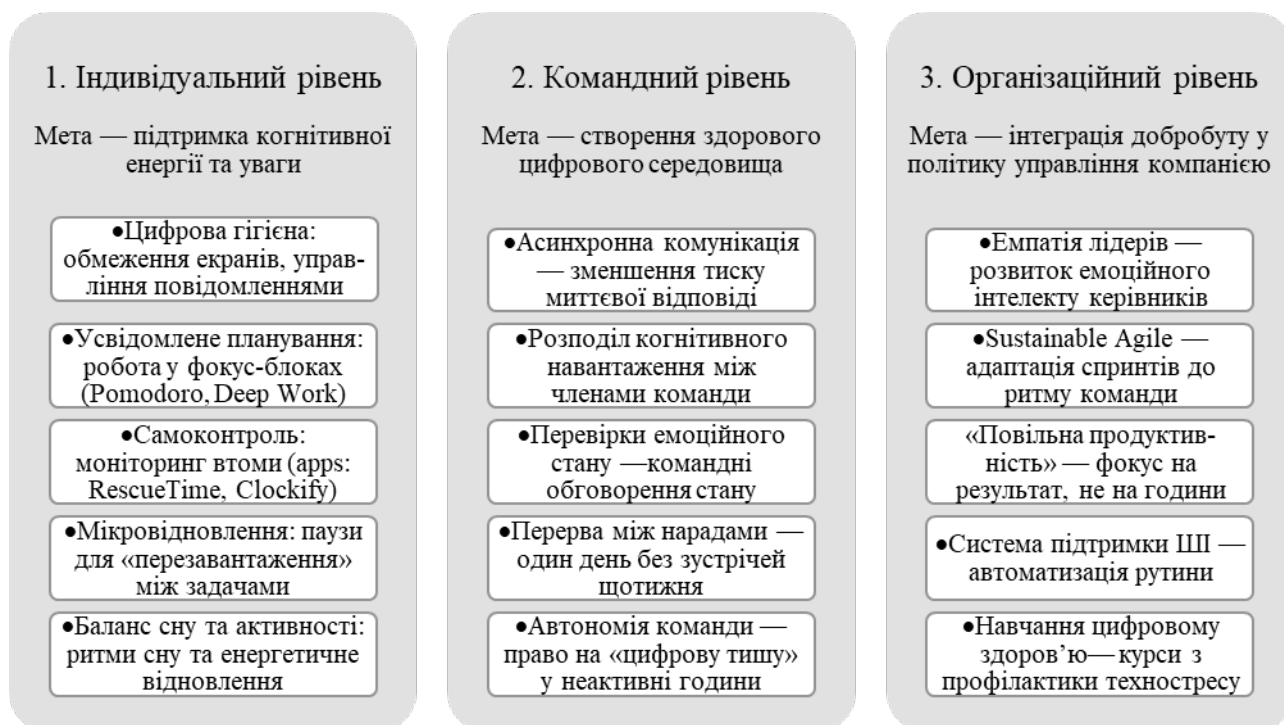 1. Індивідуальний рівень
Мета — підтримка когнітивної
енергії та уваги
•Цифрова гігієна:
обмеження екранів, управ-
ління повідомленнями
•Усвідомлене планування:
робота у фокус-блоках
(Pomodoro, Deep Work)
•Самоконтроль:
моніторинг втоми (apps:
RescueTime, Clockify)
•Мікровідновлення: паузи
для «перезавантаження»
між задачами
•Баланс сну та активності:
ритми сну та енергетичне
відновлення
2. Командний рівень
Мета — створення здорового
цифрового середовища
•Асинхронна комунікація
— зменшення тиску
миттєвої відповіді
•Розподіл когнітивного
навантаження між
членами команди
•Перевірки емоційного
стану —командні
обговорення стану
•Перерва між нарадами —
один день без зустрічей
щотижня
•Автономія команди —
право на «цифрову тишу»
у неактивні години
3. Організаційний рівень
Мета — інтеграція добробуту у
політику управління компанією
•Емпатія лідерів —
розвиток емоційного
інтелекту керівників
•Sustainable Agile —
адаптація спринтів до
ритму команди
«Повільна продуктив-
ність» — фокус на
результат, не на години
•Система підтримки ШІ —
автоматизація рутини
•Навчання цифровому
здоров’ю— курси з
профілактики техностресу